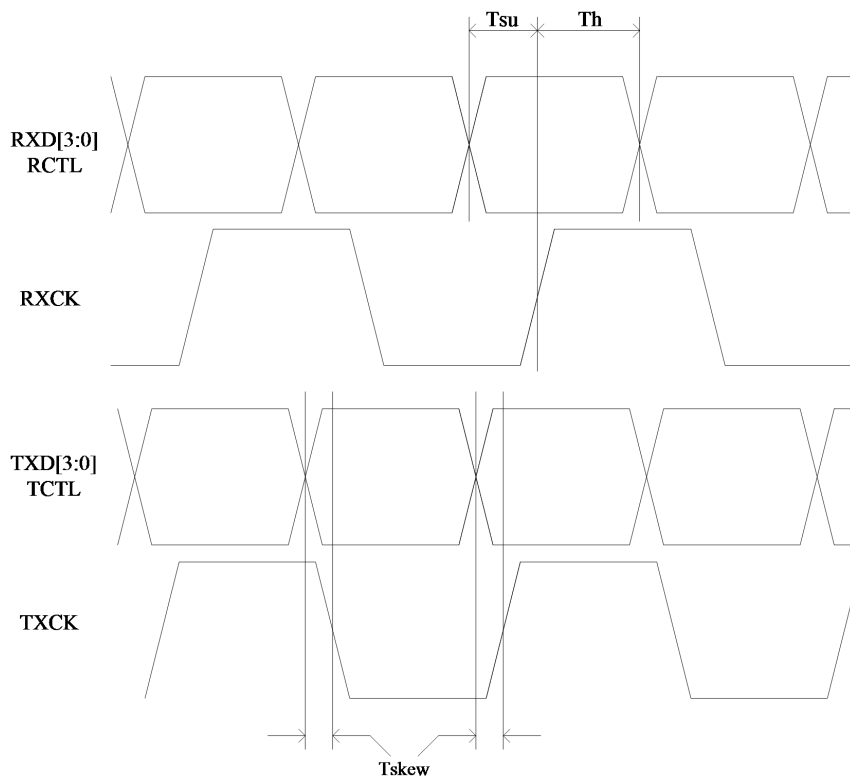 Tsu
Th
RXD[3:0]
RCTL
RXCK
TXD[3:0]
TCTL
TXCK
Tskew